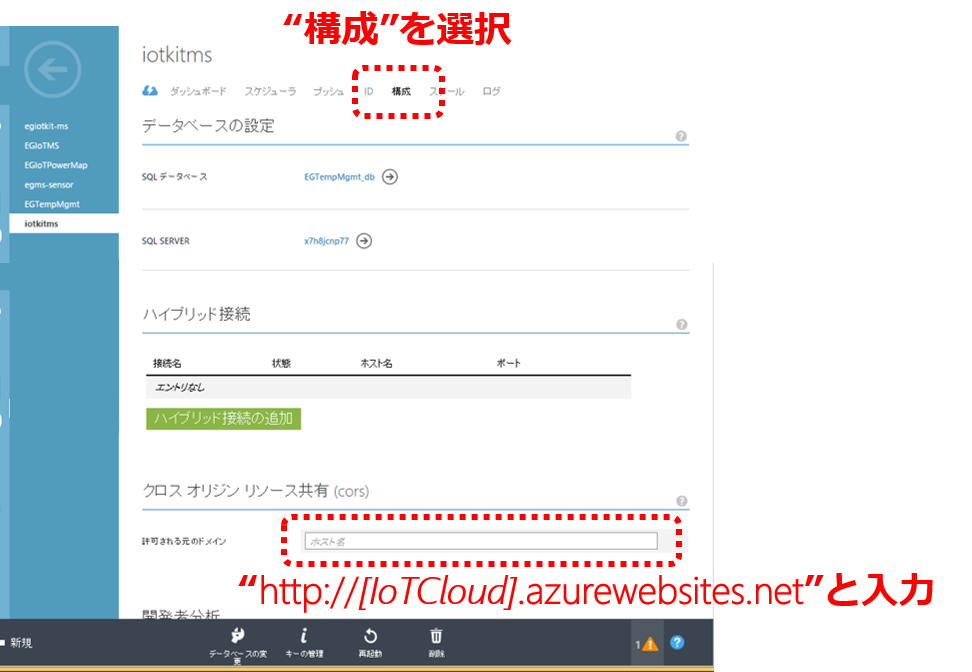 “構成”を選択
iotkitms
ダッシュボード スケジューラ プッシュ ID 構成 スケール ログ
egiotkit-ms
EGIoTMS
EGIoTPowerMap
egms-sensor
EGTempMgmt
iotkitms
データベースの設定
SQL データベース EGTempMgmt_db
SQL SERVER x7h8jcnp77
ハイブリッド接続
接続名 状態 ホスト名 ポート
エントリなし
ハイブリッド接続の追加
クロス オリジン リソース共有 (cors)
許可される元のドメイン ホスト名
“http://[IoTCloud].azurewebsites.net”と入力
開発者分析
新規
データベースの変更
キーの管理
再起動
削除
1